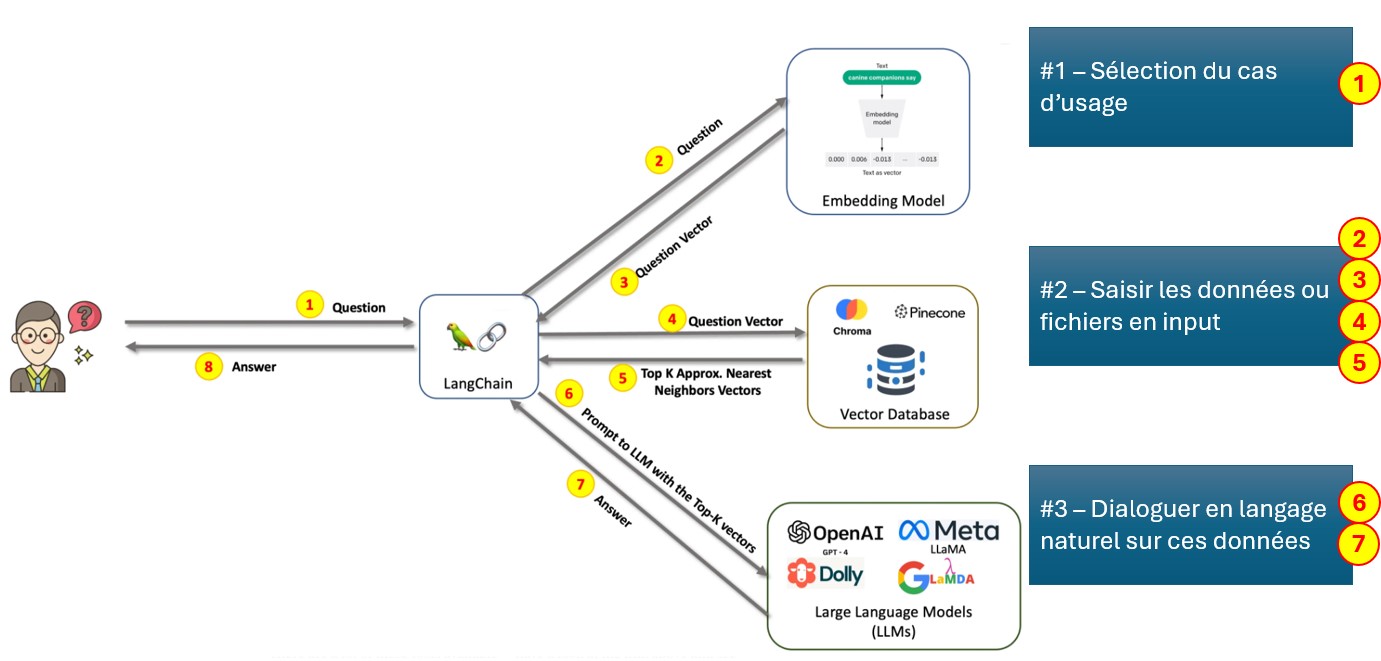 Text
canine companions say
Embedding
model
0.000 0.006 -0.013 ... -0.013
Text as vector
Embedding Model
2 Question
3 Question Vector
1 Question
8 Answer
?
LangChain
4 Question Vector
5 Top K Approx. Nearest
Neighbors Vectors
Chroma
Pinecone
Vector Database
6 Prompt to LLM with the Top-K vectors
7 Answer
OpenAI
GPT - 4
Meta
LLaMA
Dolly
G LaMDA
Large Language Models
(LLMs)
#1 – Sélection du cas
d’usage
1
#2 – Saisir les données ou
fichiers en input
2
3
4
5
#3 – Dialoguer en langage
naturel sur ces données
6
7